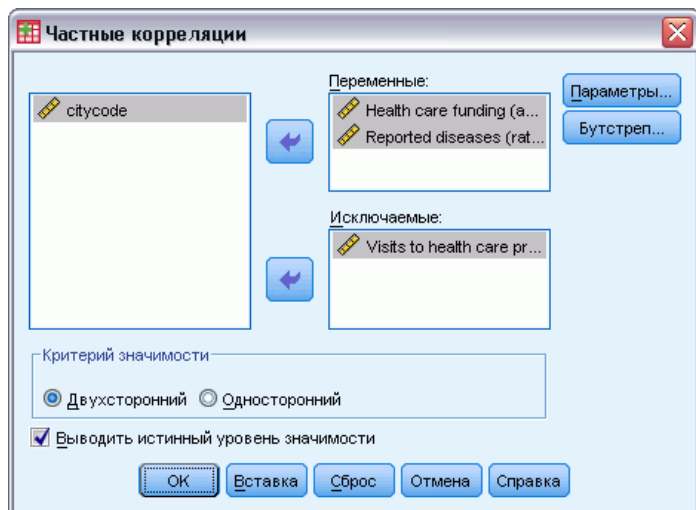 Частные корреляции
citycode
Переменные:
Health care funding (a...
Reported diseases (rat...
Параметры...
Бутстреп...
Исключаемые:
Visits to health care pr...
Критерий значимости
Двухсторонний Односторонний
Выводить истинный уровень значимости
ОК Вставка Сброс Отмена Справка